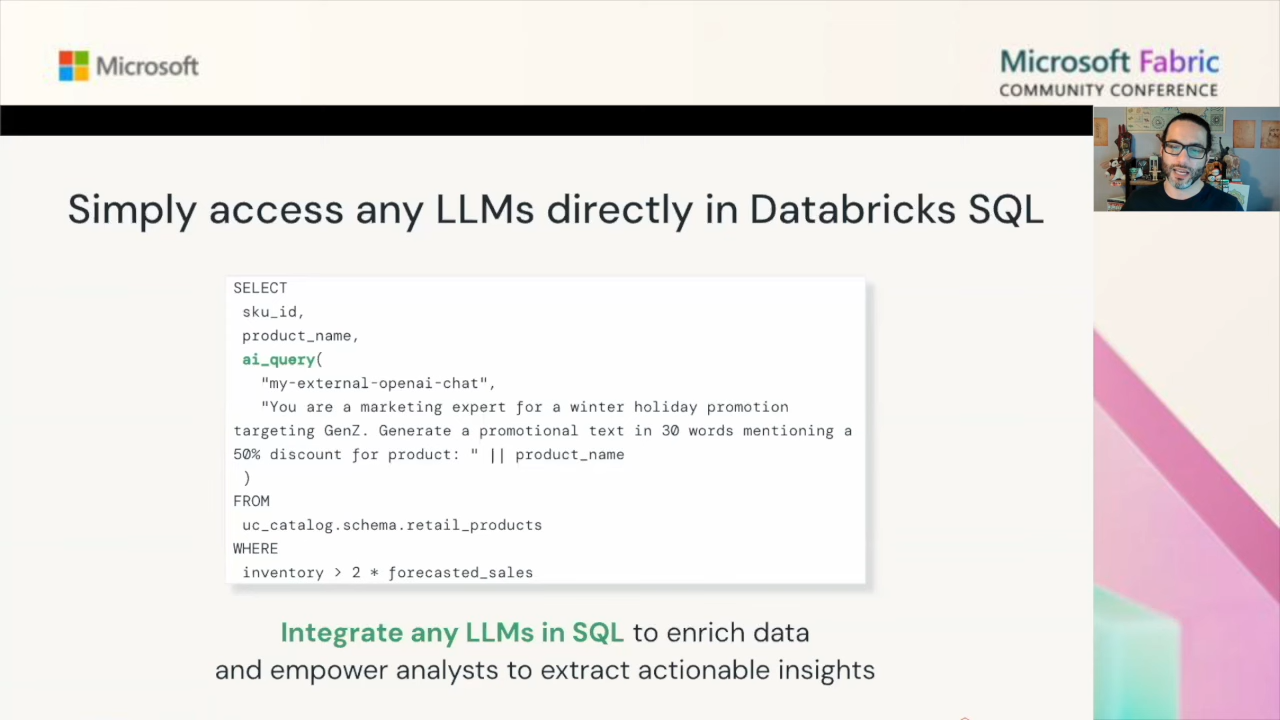 Microsoft
Microsoft Fabric
COMMUNITY CONFERENCE
Simply access any LLMs directly in Databricks SQL
SELECT
sku_id,
product_name,
ai_query(
"my-external-openai-chat",
"You are a marketing expert for a winter holiday promotion
targeting GenZ. Generate a promotional text in 30 words mentioning a
50% discount for product: " || product_name
)
FROM
uc_catalog.schema.retail_products
WHERE
inventory > 2 * forecasted_sales
Integrate any LLMs in SQL to enrich data
and empower analysts to extract actionable insights